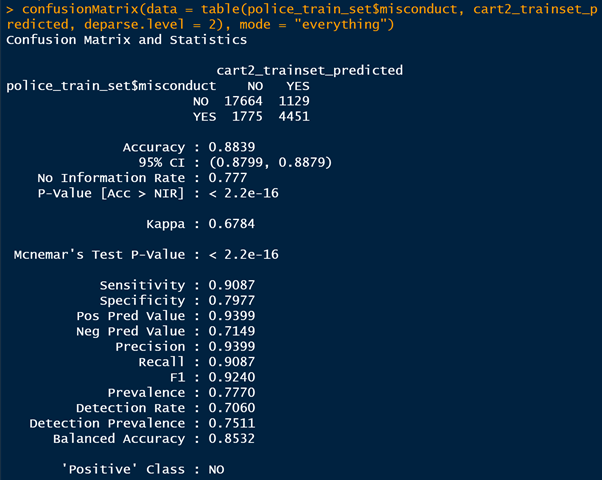 > confusionMatrix(data = table(police_train_set$misconduct, cart2_trainset_p
redicted, deparse.level = 2), mode = "everything")
Confusion Matrix and Statistics
cart2_trainset_predicted
police_train_set$misconduct NO YES
NO 17664 1129
YES 1775 4451
Accuracy : 0.8839
95% CI : (0.8799, 0.8879)
No Information Rate : 0.777
P-Value [Acc > NIR] : < 2.2e-16
Kappa : 0.6784
Mcnemar's Test P-Value : < 2.2e-16
Sensitivity : 0.9087
Specificity : 0.7977
Pos Pred Value : 0.9399
Neg Pred Value : 0.7149
Precision : 0.9399
Recall : 0.9087
F1 : 0.9240
Prevalence : 0.7770
Detection Rate : 0.7060
Detection Prevalence : 0.7511
Balanced Accuracy : 0.8532
'Positive' Class : NO